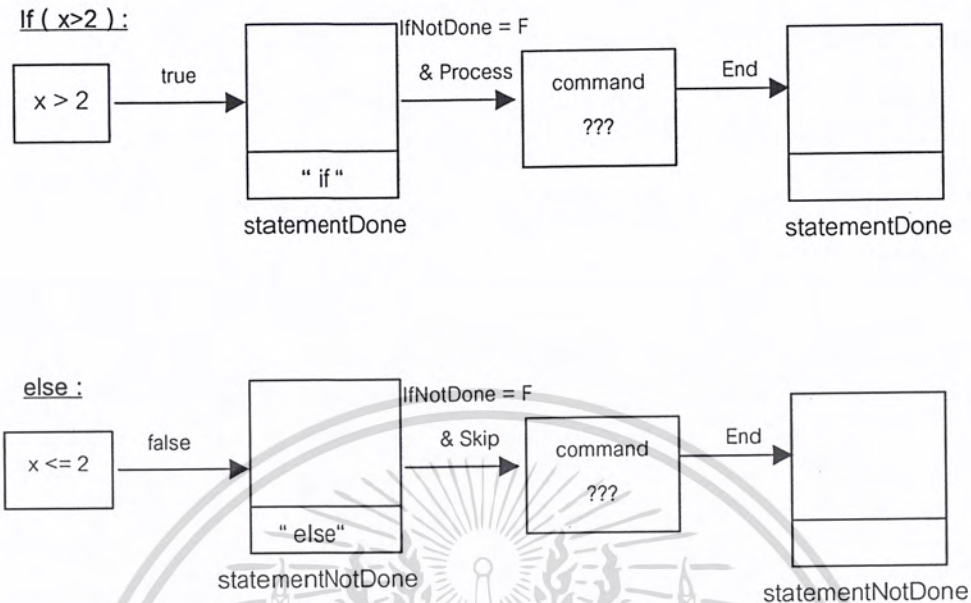 If ( x>2 ) :
IfNotDone = F
x > 2
true
& Process
command
???
End
" if "
statementDone
statementDone
else :
IfNotDone = F
x <= 2
false
& Skip
command
???
End
" else"
statementNotDone
statementNotDone